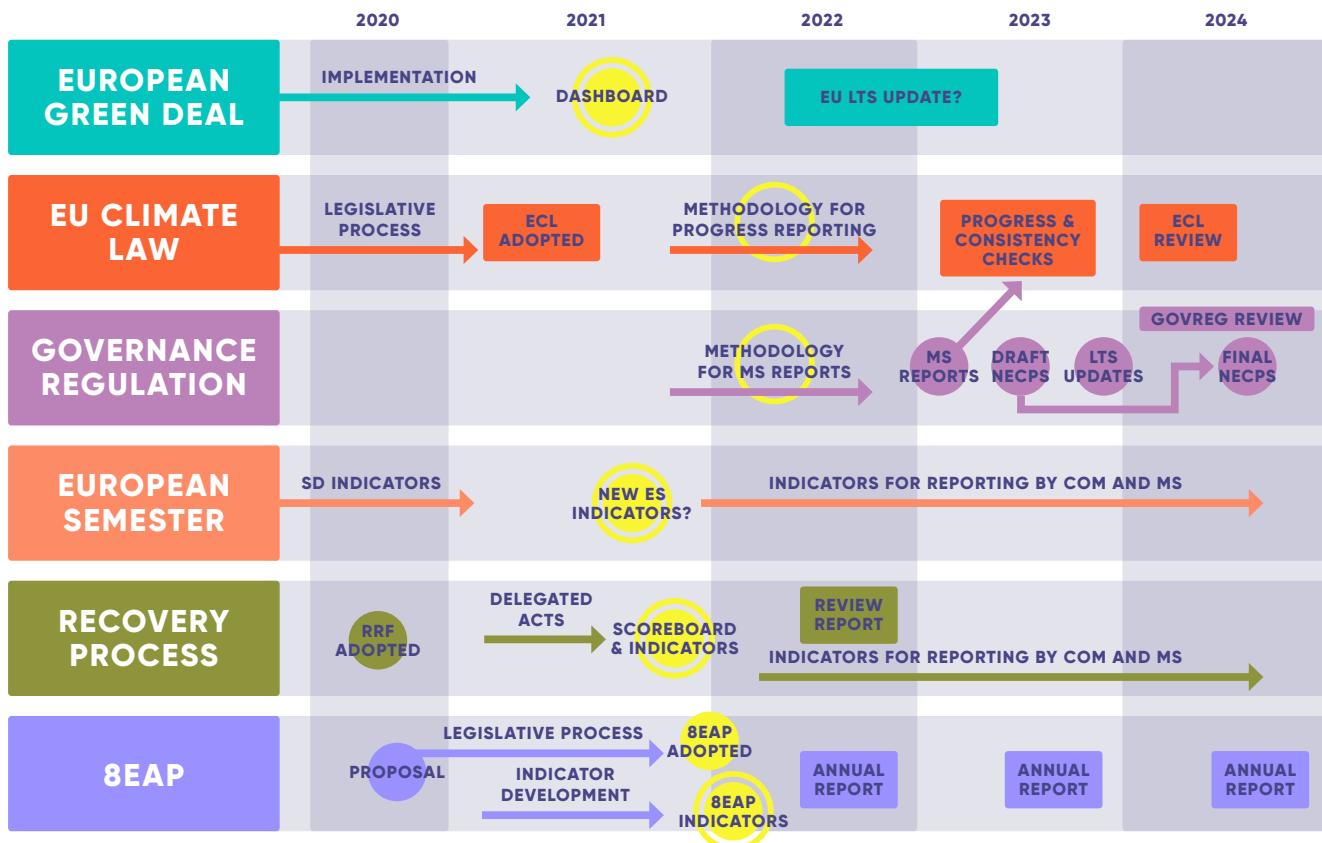 2020 2021 2022 2023 2024
EUROPEAN
GREEN DEAL
IMPLEMENTATION
DASHBOARD
EU LTS UPDATE?
EU CLIMATE
LAW
LEGISLATIVE
PROCESS
ECL
ADOPTED
METHODOLOGY FOR
PROGRESS REPORTING
PROGRESS &
CONSISTENCY
CHECKS
ECL
REVIEW
GOVERNANCE
REGULATION
METHODOLOGY
FOR MS REPORTS
MS
REPORTS
DRAFT
NECPS
LTS
UPDATES
GOVREG REVIEW
FINAL
NECPS
EUROPEAN
SEMESTER
SD INDICATORS
NEW ES
INDICATORS?
INDICATORS FOR REPORTING BY COM AND MS
RECOVERY
PROCESS
RRF
ADOPTED
DELEGATED
ACTS
SCOREBOARD
& INDICATORS
REVIEW
REPORT
INDICATORS FOR REPORTING BY COM AND MS
8EAP
PROPOSAL
LEGISLATIVE PROCESS
INDICATOR
DEVELOPMENT
8EAP
ADOPTED
8EAP
INDICATORS
ANNUAL
REPORT
ANNUAL
REPORT
ANNUAL
REPORT